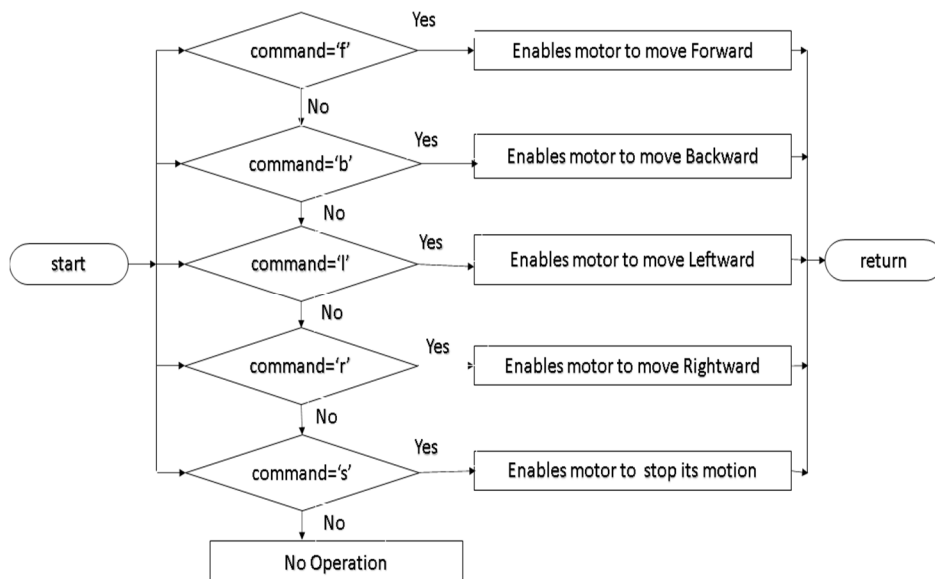 Yes
command=‘f’
Enables motor to move Forward
No
Yes
command=‘b’
Enables motor to move Backward
No
Yes
start
command=‘l’
Enables motor to move Leftward
return
No
Yes
command=‘r’
Enables motor to move Rightward
No
Yes
command=‘s’
Enables motor to stop its motion
No
No Operation